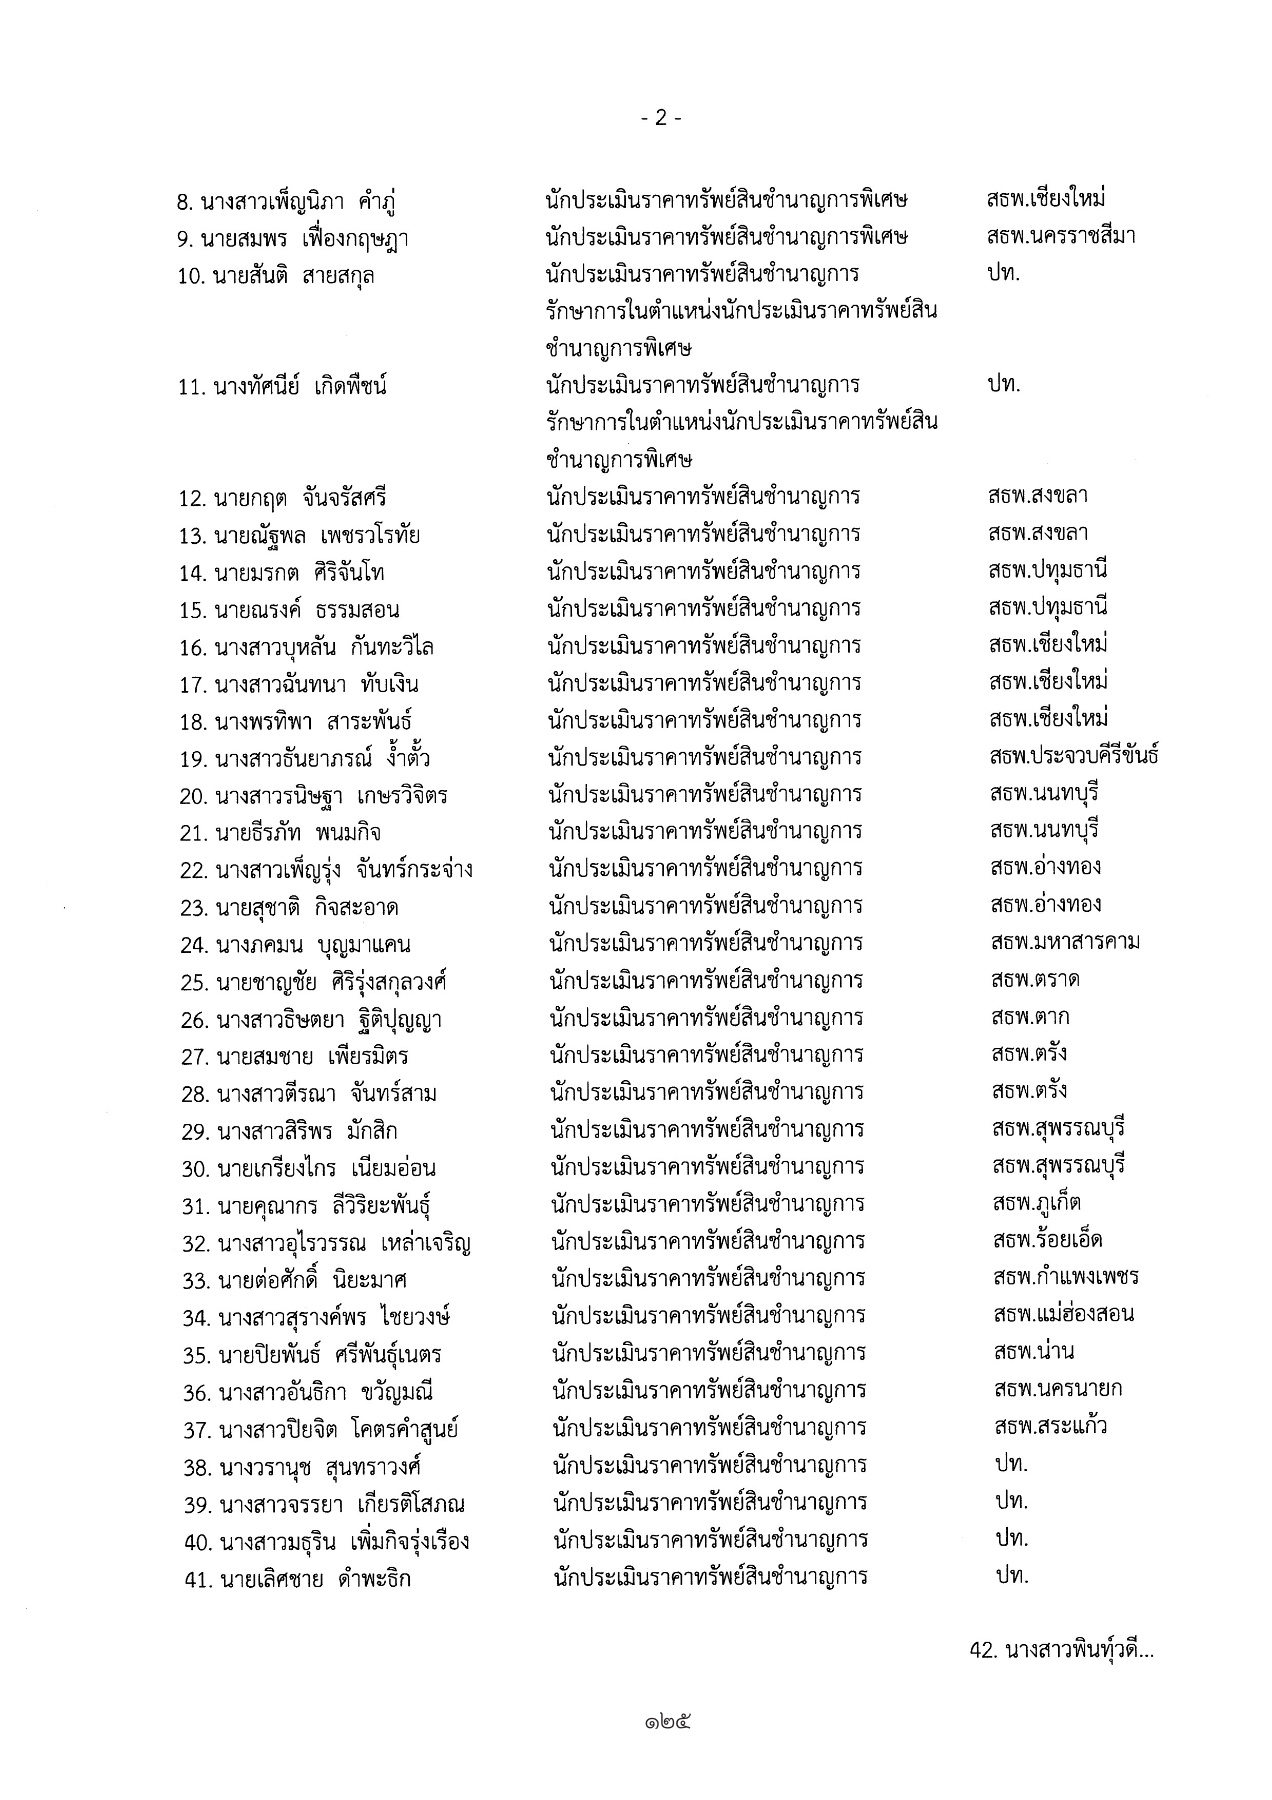 - 2 -
8. นางสาวเพ็ญนิภา คำภู่ นักประเมินราคาทรัพย์สินชำนาญการพิเศษ สธพ.เชียงใหม่
9. นายสมพร เฟื่องกฤษฎา นักประเมินราคาทรัพย์สินชำนาญการพิเศษ สธพ.นครราชสีมา
10. นายสันติ สายสกุล นักประเมินราคาทรัพย์สินชำนาญการ ปท.
รักษาการในตำแหน่งนักประเมินราคาทรัพย์สิน
ชำนาญการพิเศษ
11. นางทัศนีย์ เกิดพืชน์ นักประเมินราคาทรัพย์สินชำนาญการ ปท.
รักษาการในตำแหน่งนักประเมินราคาทรัพย์สิน
ชำนาญการพิเศษ
12. นายกฤต จันจรัสศรี นักประเมินราคาทรัพย์สินชำนาญการ สธพ.สงขลา
13. นายณัฐพล เพชรวโรทัย นักประเมินราคาทรัพย์สินชำนาญการ สธพ.สงขลา
14. นายมรกต ศิริจันโท นักประเมินราคาทรัพย์สินชำนาญการ สธพ.ปทุมธานี
15. นายณรงค์ ธรรมสอน นักประเมินราคาทรัพย์สินชำนาญการ สธพ.ปทุมธานี
16. นางสาวบุหลัน กันทะวิไล นักประเมินราคาทรัพย์สินชำนาญการ สธพ.เชียงใหม่
17. นางสาวฉันทนา ทับเงิน นักประเมินราคาทรัพย์สินชำนาญการ สธพ.เชียงใหม่
18. นางพรทิพา สาระพันธ์ นักประเมินราคาทรัพย์สินชำนาญการ สธพ.เชียงใหม่
19. นางสาวธันยาภรณ์ ง้ำตั้ว นักประเมินราคาทรัพย์สินชำนาญการ สธพ.ประจวบคีรีขันธ์
20. นางสาวรนิษฐา เกษรวิจิตร นักประเมินราคาทรัพย์สินชำนาญการ สธพ.นนทบุรี
21. นายธีรภัท พนมกิจ นักประเมินราคาทรัพย์สินชำนาญการ สธพ.นนทบุรี
22. นางสาวเพ็ญรุ่ง จันทร์กระจ่าง นักประเมินราคาทรัพย์สินชำนาญการ สธพ.อ่างทอง
23. นายสุชาติ กิจสะอาด นักประเมินราคาทรัพย์สินชำนาญการ สธพ.อ่างทอง
24. นางภคมน บุญมาแคน นักประเมินราคาทรัพย์สินชำนาญการ สธพ.มหาสารคาม
25. นายชาญชัย ศิริรุ่งสกุลวงศ์ นักประเมินราคาทรัพย์สินชำนาญการ สธพ.ตราด
26. นางสาวธิษตยา ฐิติปุญญา นักประเมินราคาทรัพย์สินชำนาญการ สธพ.ตาก
27. นายสมชาย เพียรมิตร นักประเมินราคาทรัพย์สินชำนาญการ สธพ.ตรัง
28. นางสาวตีรณา จันทร์สาม นักประเมินราคาทรัพย์สินชำนาญการ สธพ.ตรัง
29. นางสาวสิริพร มักสิก นักประเมินราคาทรัพย์สินชำนาญการ สธพ.สุพรรณบุรี
30. นายเกรียงไกร เนียมอ่อน นักประเมินราคาทรัพย์สินชำนาญการ สธพ.สุพรรณบุรี
31. นายคุณากร ลีวิริยะพันธุ์ นักประเมินราคาทรัพย์สินชำนาญการ สธพ.ภูเก็ต
32. นางสาวอุไรวรรณ เหล่าเจริญ นักประเมินราคาทรัพย์สินชำนาญการ สธพ.ร้อยเอ็ด
33. นายต่อศักดิ์ นิยะมาศ นักประเมินราคาทรัพย์สินชำนาญการ สธพ.กำแพงเพชร
34. นางสาวสุรางค์พร ไชยวงษ์ นักประเมินราคาทรัพย์สินชำนาญการ สธพ.แม่ฮ่องสอน
35. นายปิยพันธ์ ศรีพันธุ์เนตร นักประเมินราคาทรัพย์สินชำนาญการ สธพ.น่าน
36. นางสาวอันธิกา ขวัญมณี นักประเมินราคาทรัพย์สินชำนาญการ สธพ.นครนายก
37. นางสาวปิยจิต โคตรคำสูนย์ นักประเมินราคาทรัพย์สินชำนาญการ สธพ.สระแก้ว
38. นางวรานุช สุนทราวงศ์ นักประเมินราคาทรัพย์สินชำนาญการ ปท.
39. นางสาวจรรยา เกียรติโสภณ นักประเมินราคาทรัพย์สินชำนาญการ ปท.
40. นางสาวมธุริน เพิ่มกิจรุ่งเรือง นักประเมินราคาทรัพย์สินชำนาญการ ปท.
41. นายเลิศชาย ดำพะธิก นักประเมินราคาทรัพย์สินชำนาญการ ปท.
42. นางสาวพินทุ์วดี...
๑๒๕